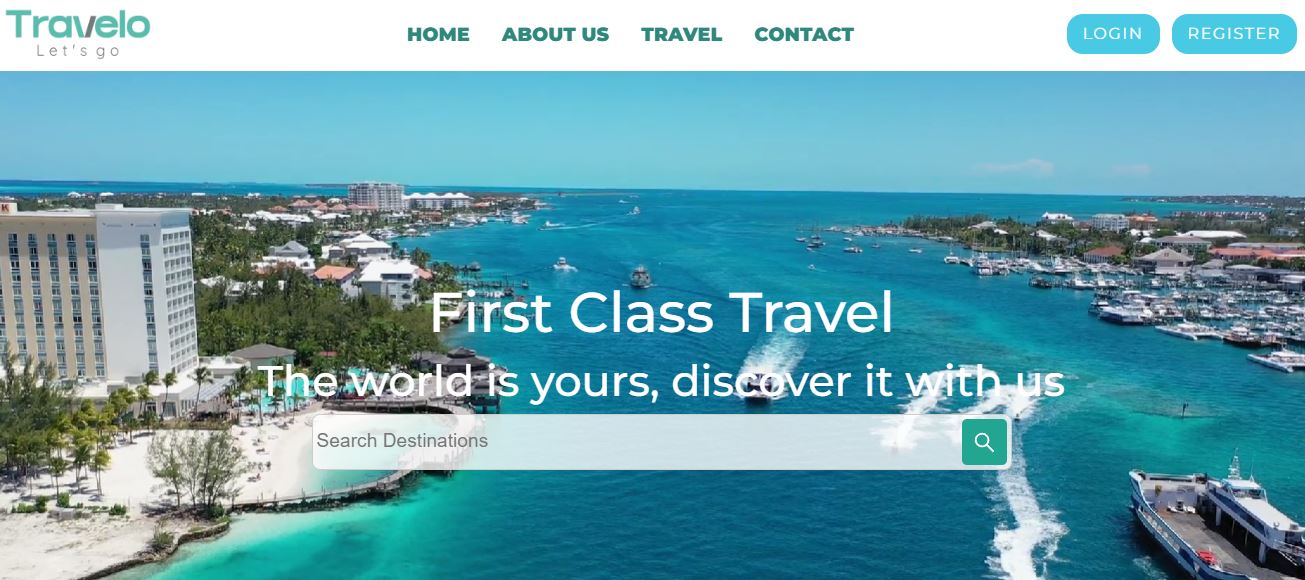 Travelo
Let's go
HOME ABOUT US TRAVEL CONTACT
LOGIN REGISTER
K
First Class Travel
The world is yours, discover it with us
Search Destinations